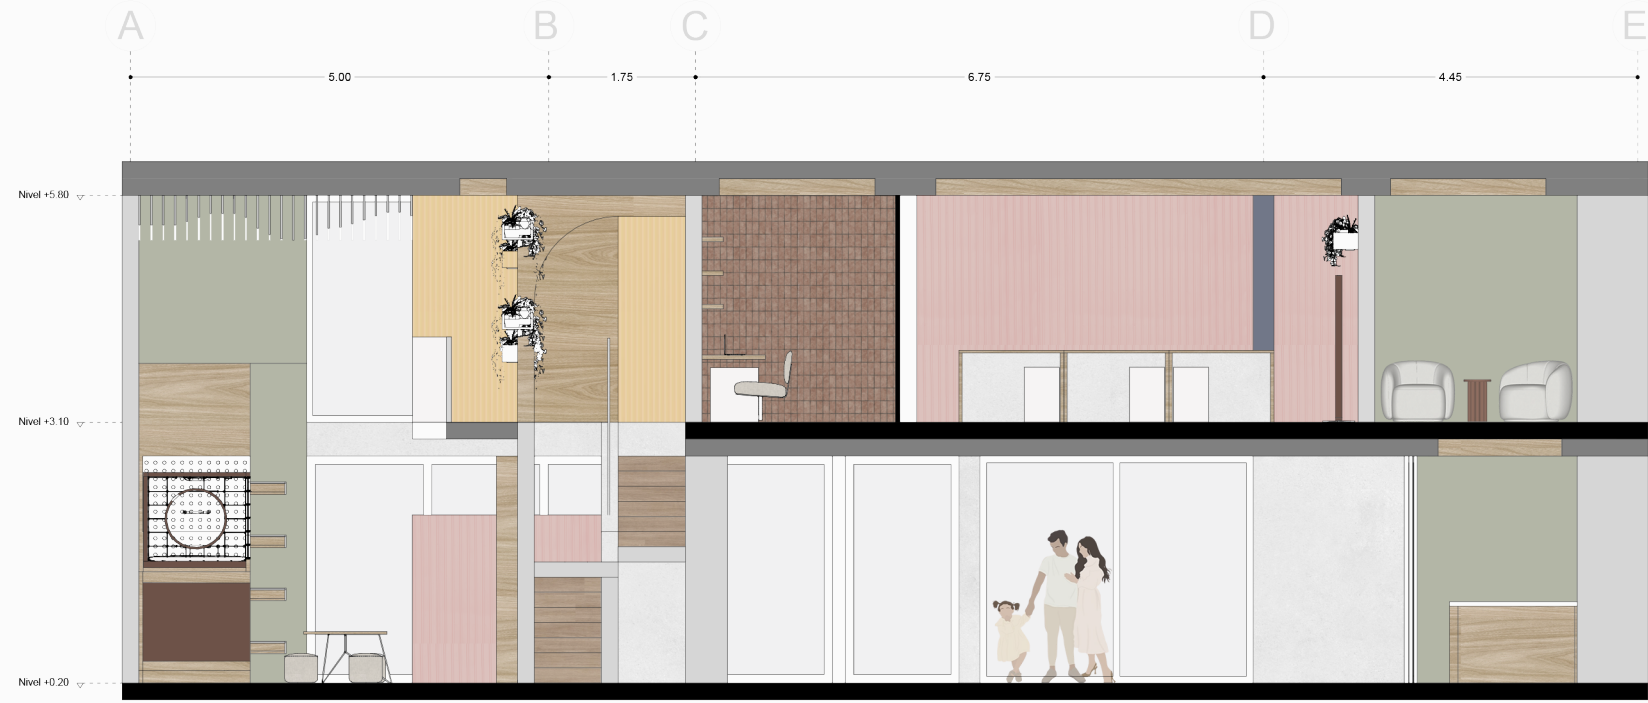 A B C D E
5.00 1.75 6.75 4.45
Nivel +5.80
Nivel +3.10
Nivel +0.20